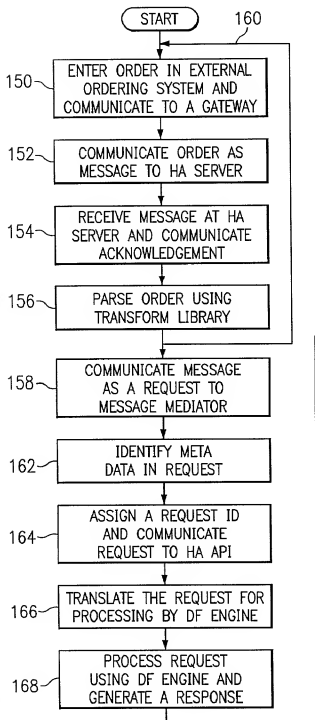 START
160
150
ENTER ORDER IN EXTERNAL
ORDERING SYSTEM AND
COMMUNICATE TO A GATEWAY
152
COMMUNICATE ORDER AS
MESSAGE TO HA SERVER
154
RECEIVE MESSAGE AT HA
SERVER AND COMMUNICATE
ACKNOWLEDGEMENT
156
PARSE ORDER USING
TRANSFORM LIBRARY
158
COMMUNICATE MESSAGE
AS A REQUEST TO
MESSAGE MEDIATOR
162
IDENTIFY META
DATA IN REQUEST
164
ASSIGN A REQUEST ID
AND COMMUNICATE
REQUEST TO HA API
166
TRANSLATE THE REQUEST FOR
PROCESSING BY DF ENGINE
168
PROCESS REQUEST
USING DF ENGINE AND
GENERATE A RESPONSE